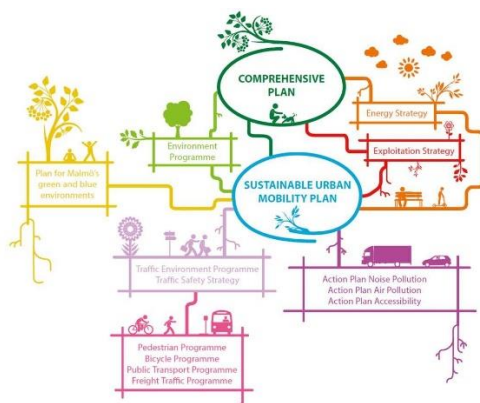 COMPREHENSIVE
PLAN
Energy Strategy
Environment
Programme
Exploitation Strategy
Plan for Malmö's
green and blue
environments
SUSTAINABLE URBAN
MOBILITY PLAN
Traffic Environment Programme
Traffic Safety Strategy
Action Plan Noise Pollution
Action Plan Air Pollution
Action Plan Accessibility
Pedestrian Programme
Bicycle Programme
Public Transport Programme
Freight Traffic Programme